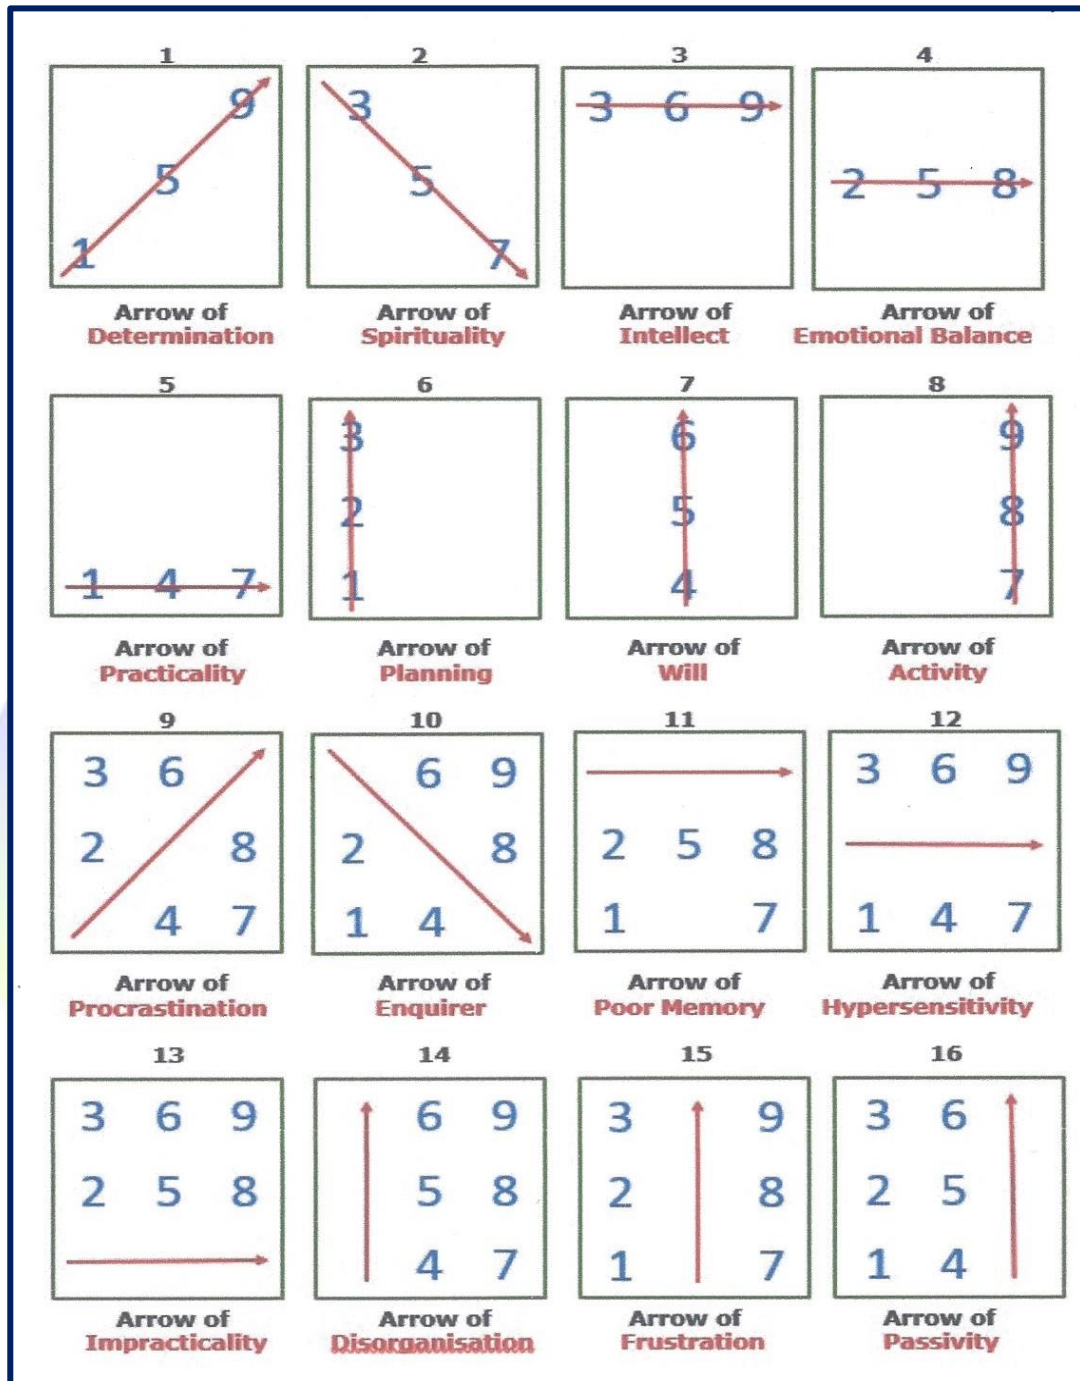 1 2 3 4
9
5
1
3
5
7
3 6 9
2 5 8
Arrow of Determination
Arrow of Spirituality
Arrow of Intellect
Arrow of Emotional Balance
5 6 7 8
1 4 7
3
2
1
6
5
4
9
8
7
Arrow of Practicality
Arrow of Planning
Arrow of Will
Arrow of Activity
9 10 11 12
3 6
2 8
4 7
6 9
2 8
1 4
2 5 8
1 7
3 6 9
1 4 7
Arrow of Procrastination
Arrow of Enquirer
Arrow of Poor Memory
Arrow of Hypersensitivity
13 14 15 16
3 6 9
2 5 8
6 9
5 8
4 7
3 9
2 8
1 7
3 6
2 5
1 4
Arrow of Impracticality
Arrow of Disorganisation
Arrow of Frustration
Arrow of Passivity